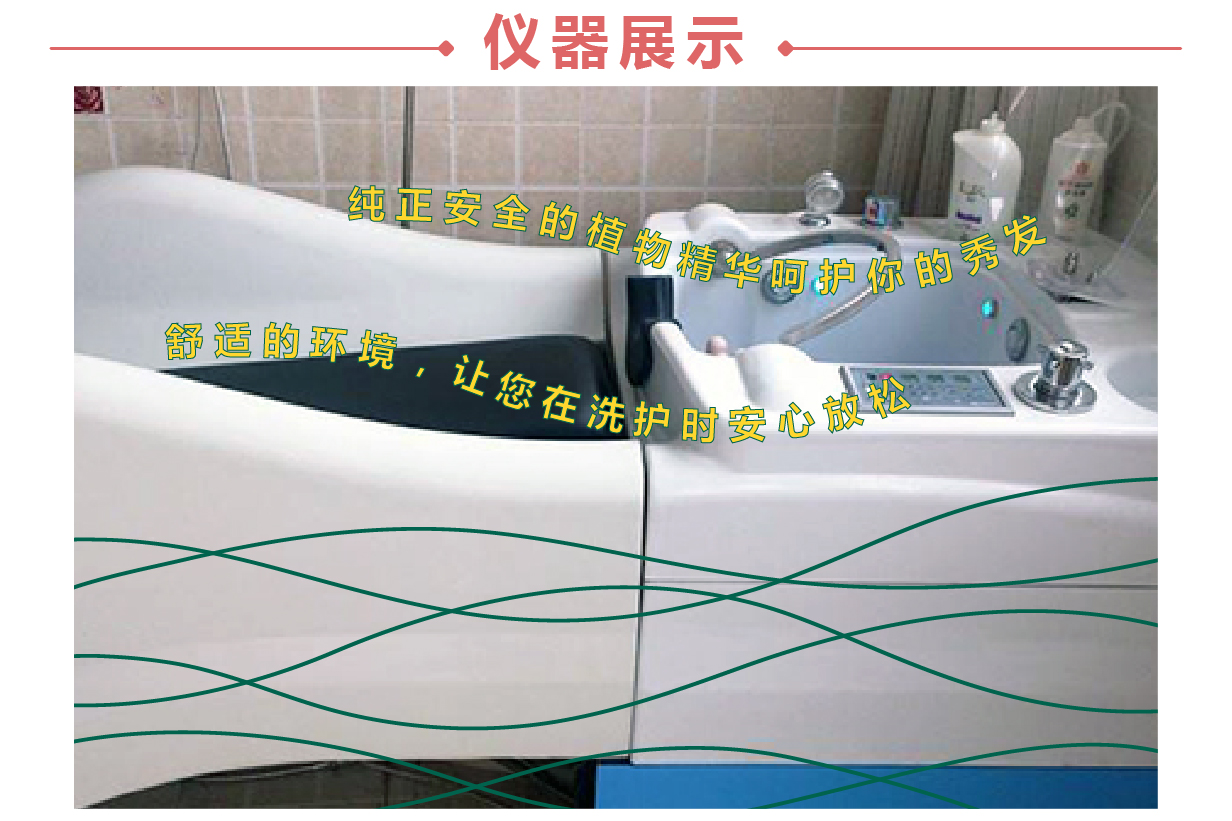 仪器展示
纯正安全的植物精华呵护你的秀发
舒适的环境，让您在洗护时安心放松